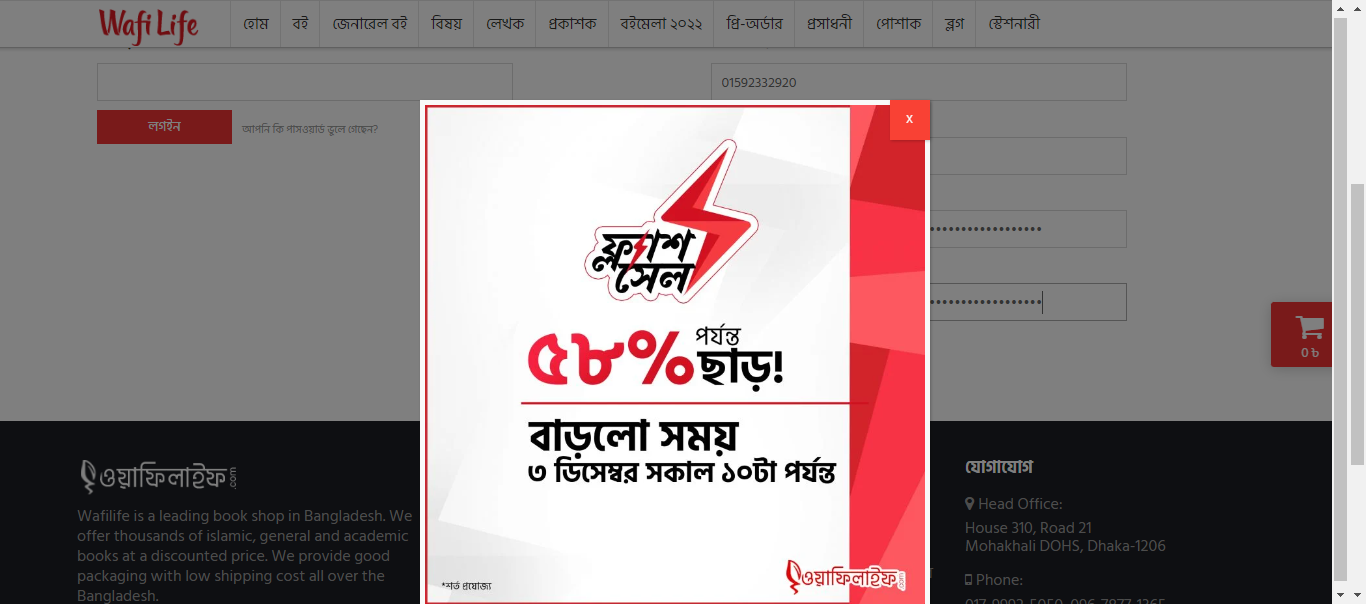 Wafi Life
হোম
বই
জেনারেল বই
বিষয়
লেখক
প্রকাশক
বইমেলা ২০২২
প্রি-অর্ডার
প্রসাধনী
পোশাক
ব্লগ
স্টেশনারী
01592332920
লগইন
আপনি কি পাসওয়ার্ড ভুলে গেছেন?
X
ফ্ল্যাশ
সেল
৫৮% পর্যন্ত
ছাড়!
বাড়লো সময়
৩ ডিসেম্বর সকাল ১০টা পর্যন্ত
*শর্ত প্রযোজ্য
ওয়াফিলাইফ.com
0 ৳
ওয়াফিলাইফ.com
Wafilife is a leading book shop in Bangladesh. We
offer thousands of islamic, general and academic
books at a discounted price. We provide good
packaging with low shipping cost all over the
Bangladesh.
যোগাযোগ
Head Office:
House 310, Road 21
Mohakhali DOHS, Dhaka-1206
Phone: